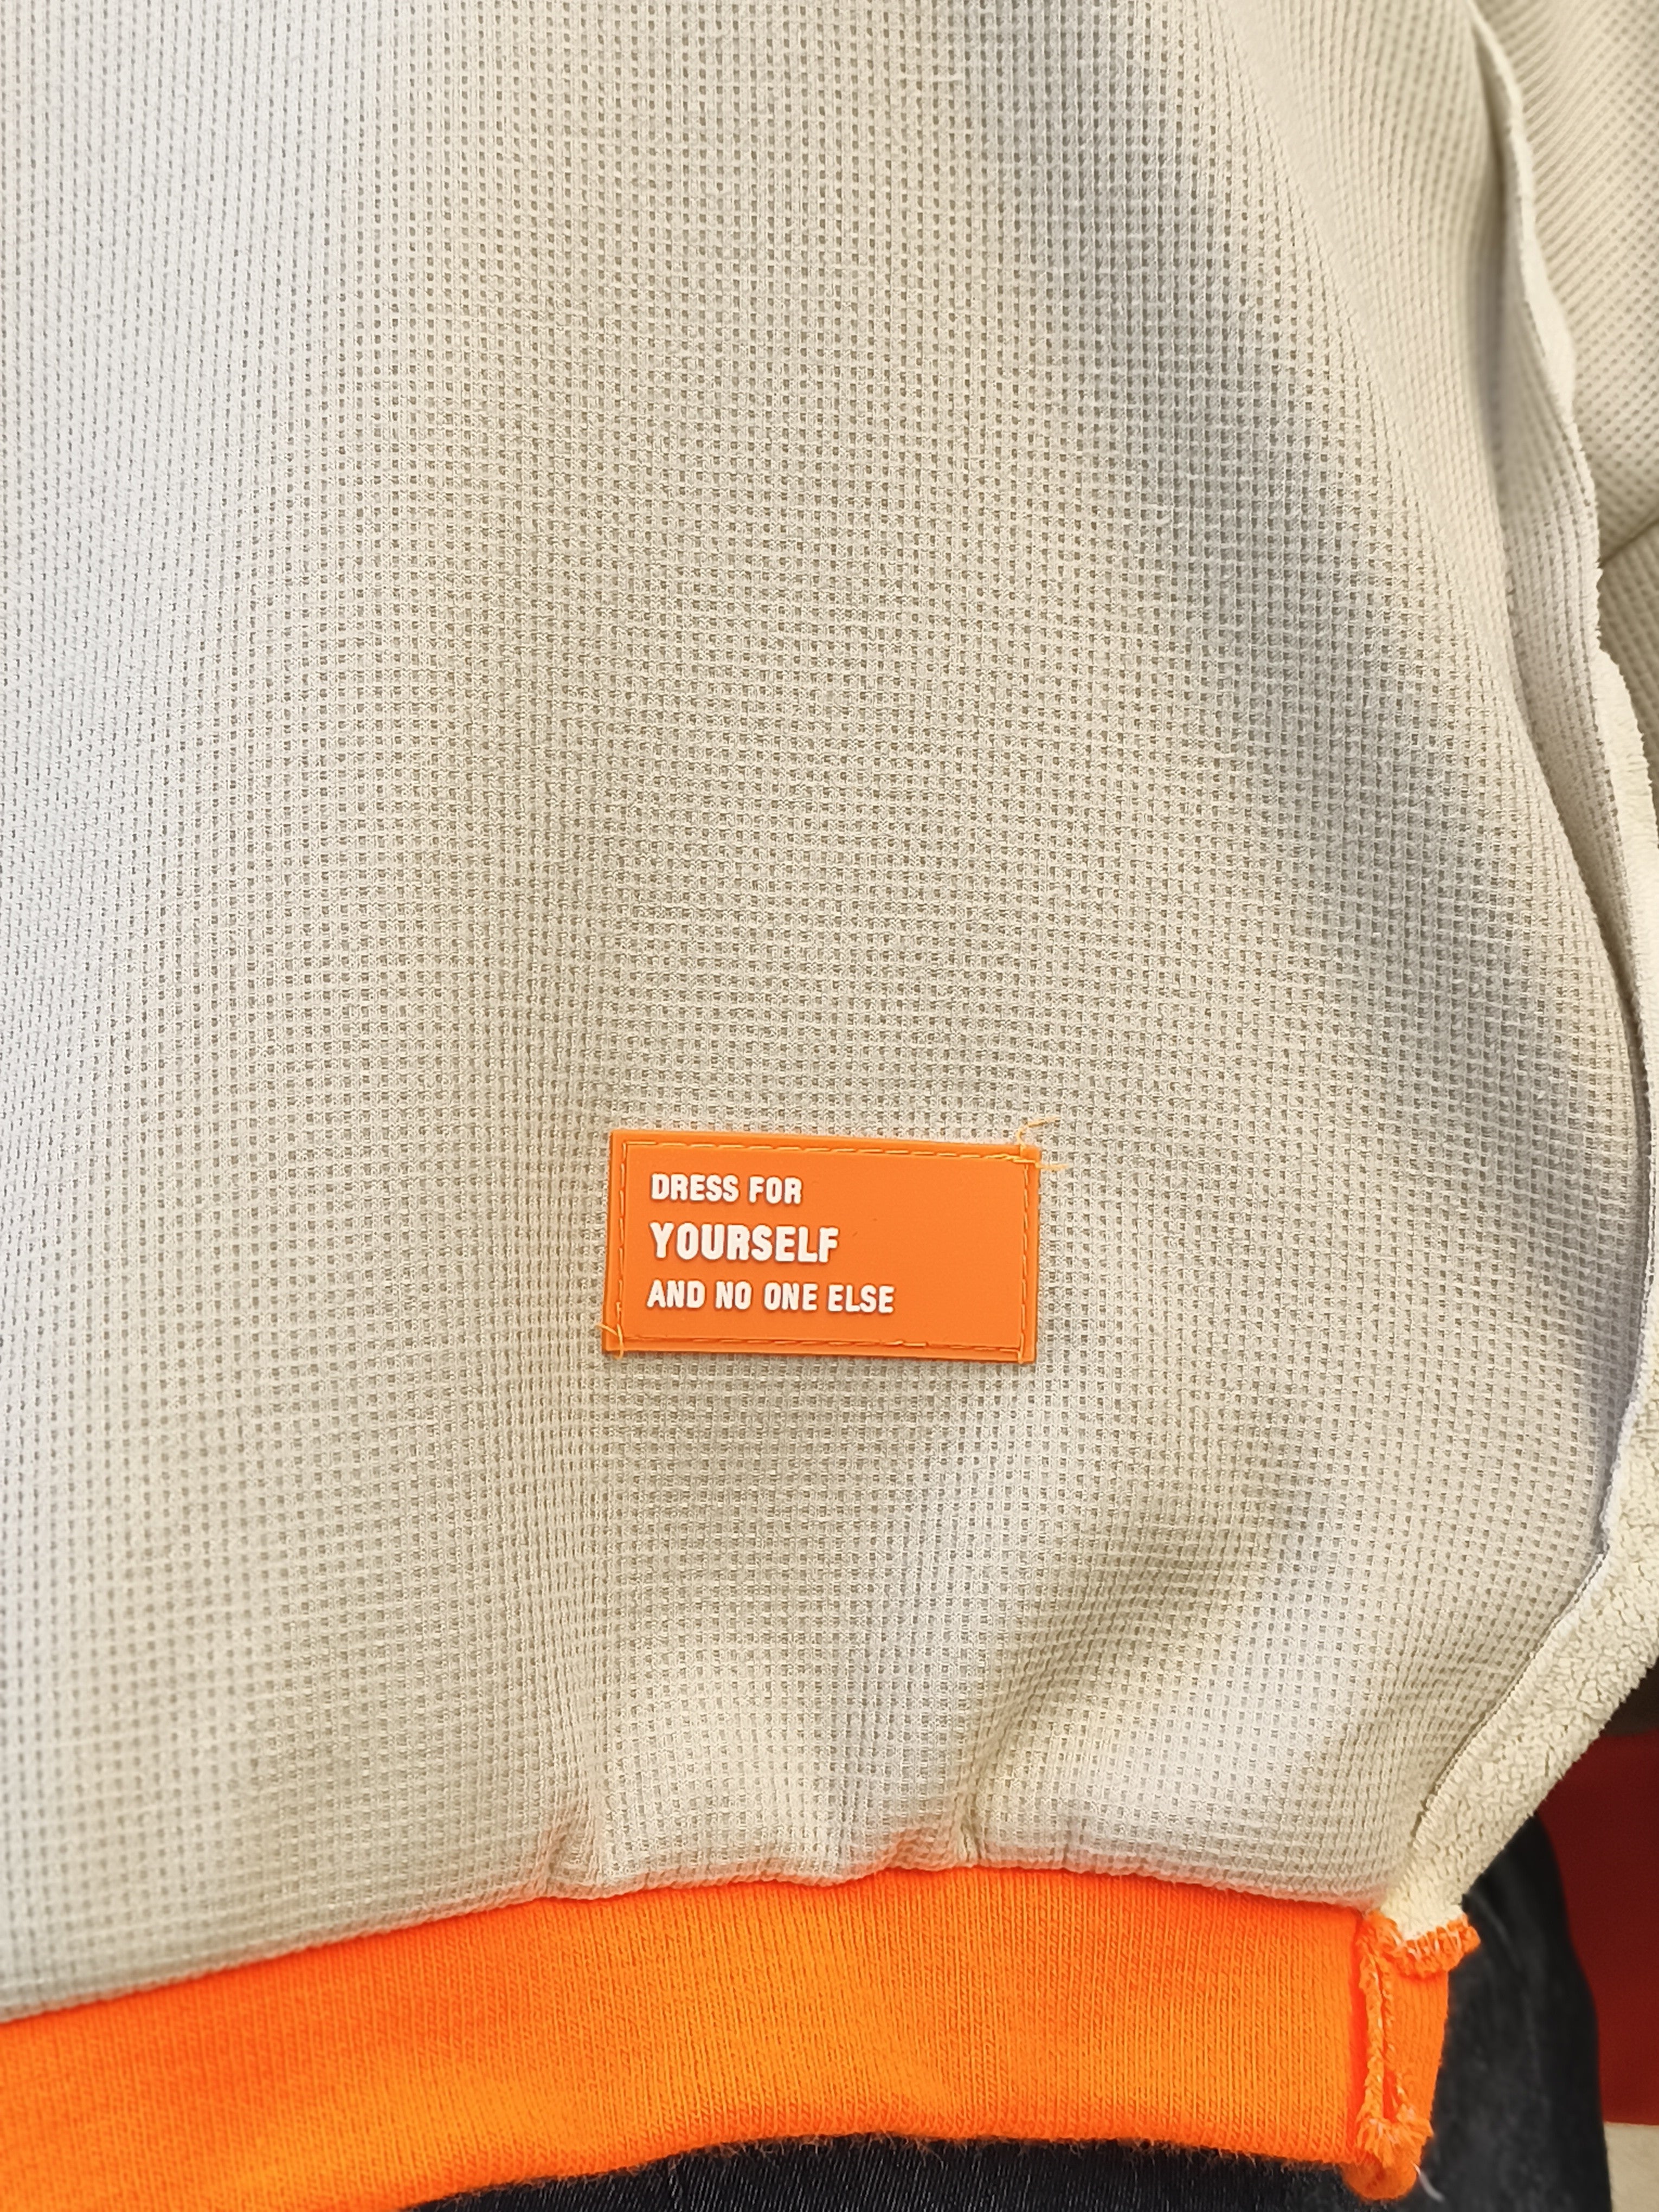 DRESS FOR
YOURSELF
AND NO ONE ELSE